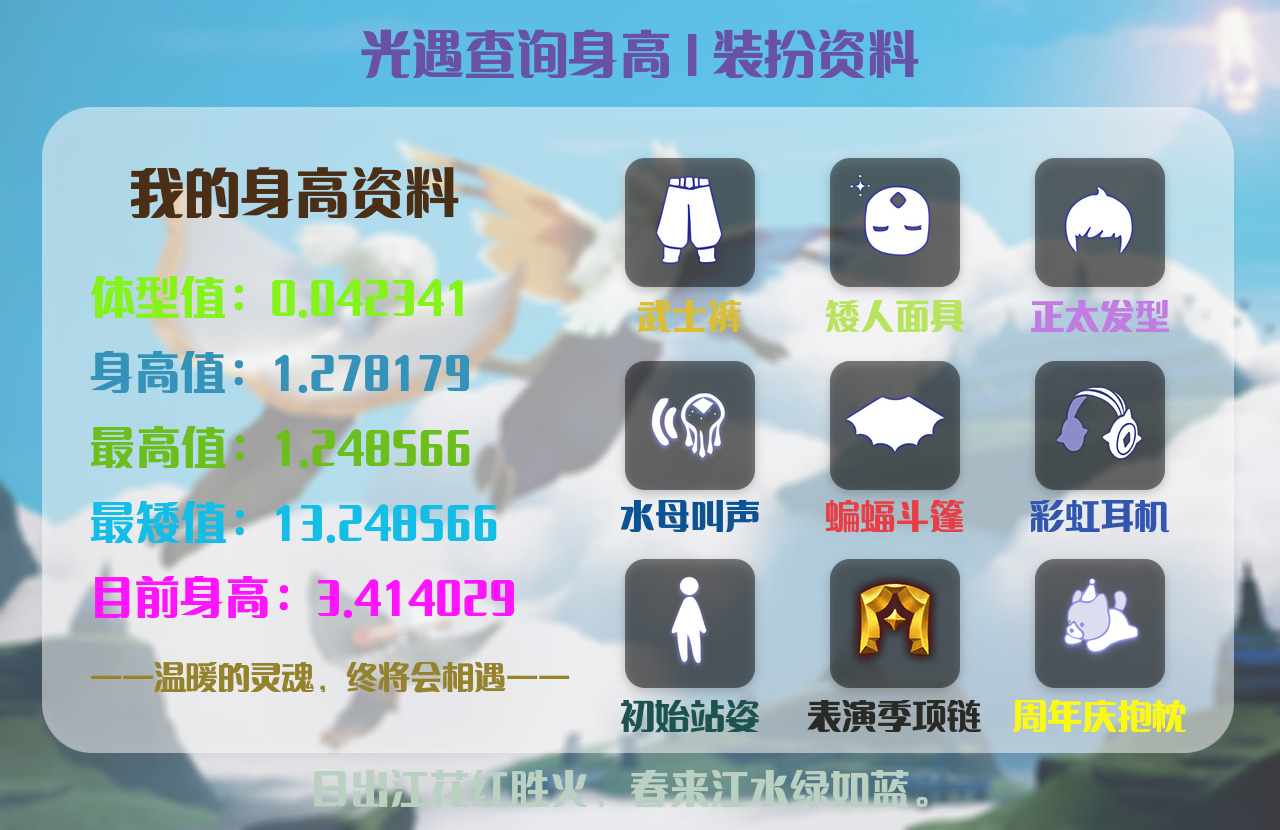 光遇查询身高 | 装扮资料
我的身高资料
体型值：0.042341
身高值：1.278179
最高值：1.248566
最矮值：13.248566
目前身高：3.414029
——温暖的灵魂，终将会相遇——
武士裤 矮人面具 正太发型
水母叫声 蝙蝠斗篷 彩虹耳机
初始站姿 表演季项链 周年庆抱枕
日出江花红胜火，春来江水绿如蓝。